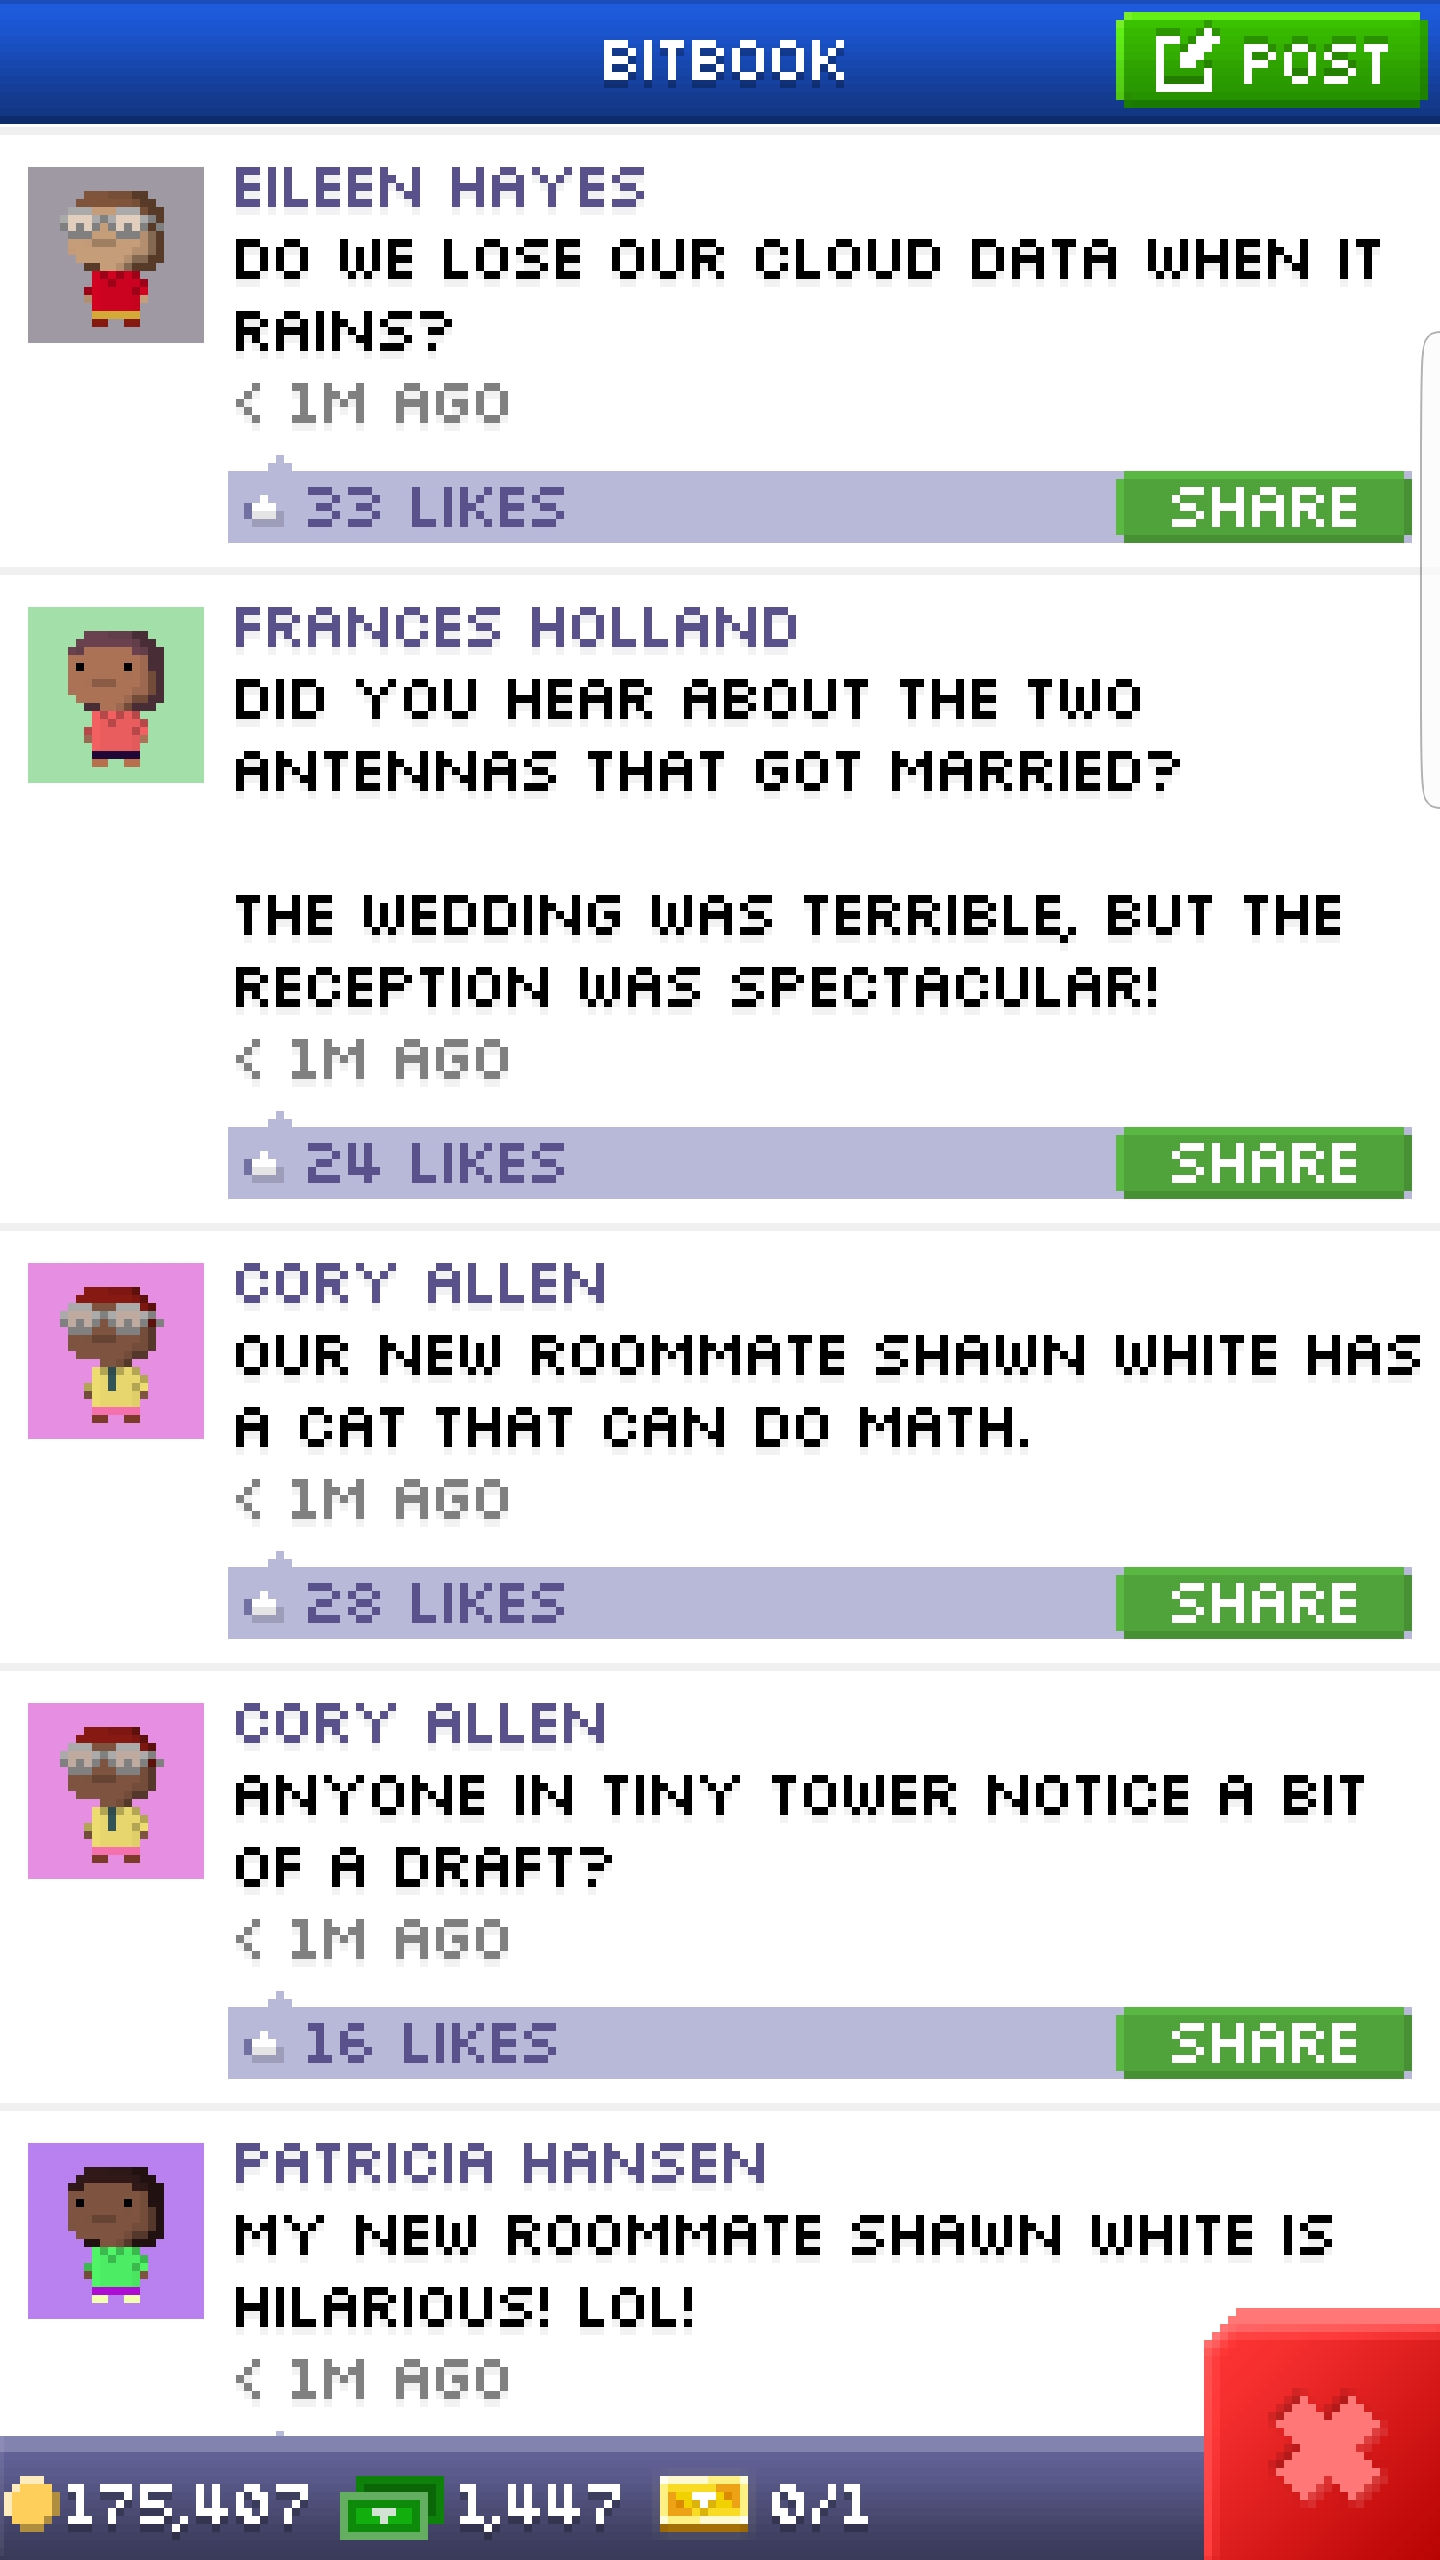 BITBOOK
POST
EILEEN HAYES
DO WE LOSE OUR CLOUD DATA WHEN IT
RAINS?
< 1M AGO
33 LIKES
SHARE
FRANCES HOLLAND
DID YOU HEAR ABOUT THE TWO
ANTENNAS THAT GOT MARRIED?
THE WEDDING WAS TERRIBLE, BUT THE
RECEPTION WAS SPECTACULAR!
< 1M AGO
24 LIKES
SHARE
CORY ALLEN
OUR NEW ROOMMATE SHAWN WHITE HAS
A CAT THAT CAN DO MATH.
< 1M AGO
28 LIKES
SHARE
CORY ALLEN
ANYONE IN TINY TOWER NOTICE A BIT
OF A DRAFT?
< 1M AGO
16 LIKES
SHARE
PATRICIA HANSEN
MY NEW ROOMMATE SHAWN WHITE IS
HILARIOUS! LOL!
< 1M AGO
175,407
1,447
0/1